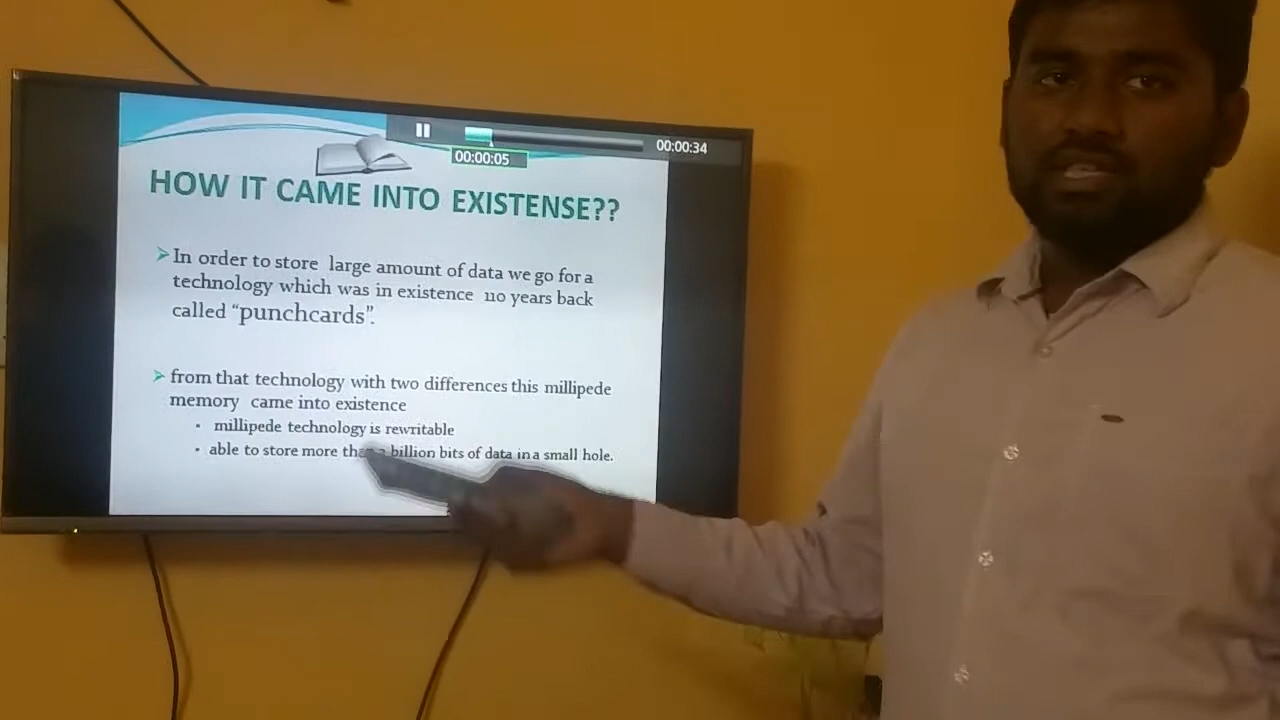 00:00:34
00:00:05
HOW IT CAME INTO EXISTENSE??
In order to store large amount of data we go for a
technology which was in existence 110 years back
called “punchcards”.
from that technology with two differences this millipede
memory came into existence
millipede technology is rewritable
able to store more than a billion bits of data in a small hole.